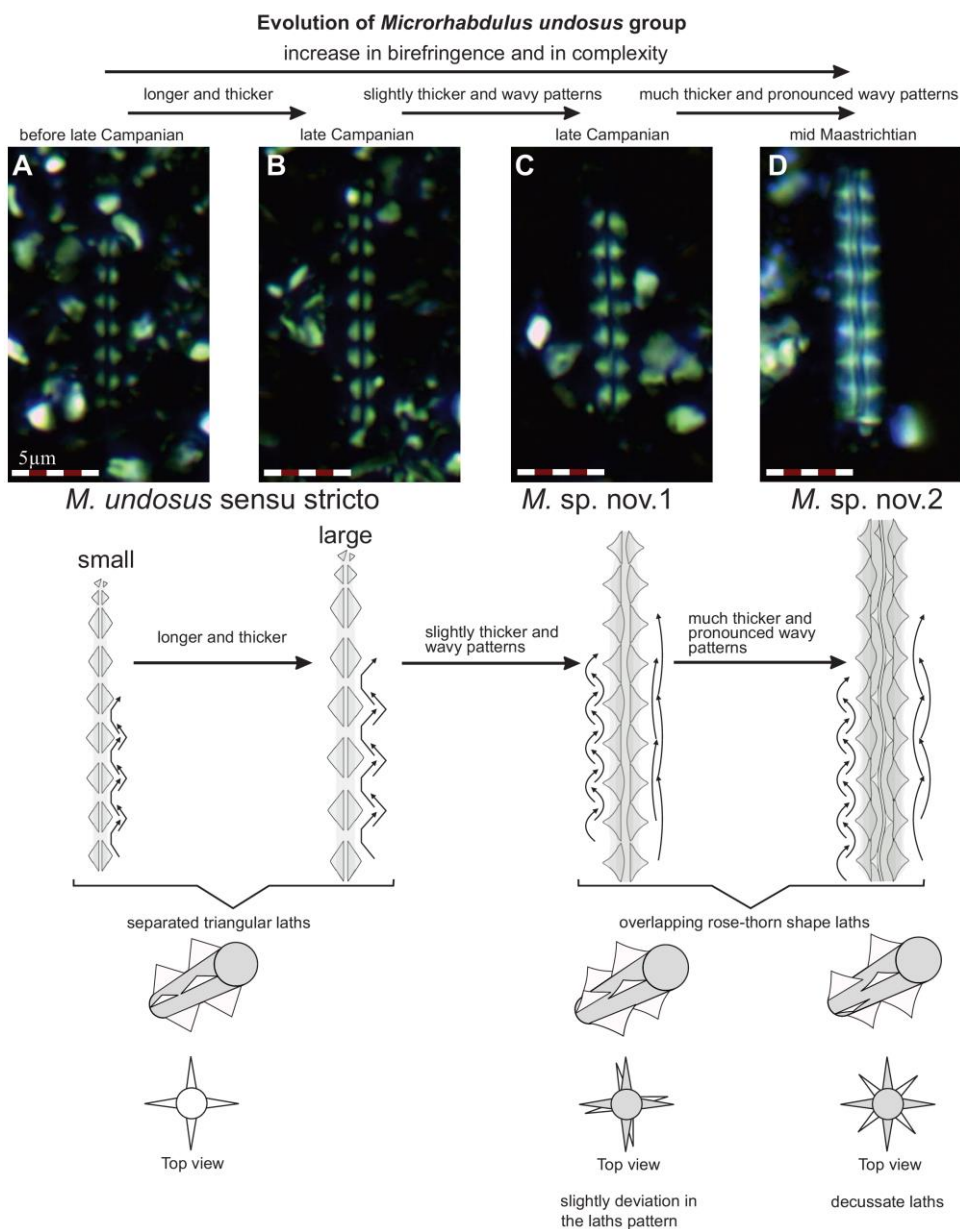 Evolution of Microrhabdulus undosus group
increase in birefringence and in complexity
longer and thicker
slightly thicker and wavy patterns
much thicker and pronounced wavy patterns
before late Campanian
late Campanian
late Campanian
mid Maastrichtian
A
B
C
D
5µm
M. undosus sensu stricto
M. sp. nov.1
M. sp. nov.2
small
large
longer and thicker
slightly thicker and
wavy patterns
much thicker and
pronounced wavy
patterns
separated triangular laths
overlapping rose-thorn shape laths
Top view
Top view
Top view
slightly deviation in
the laths pattern
decussate laths